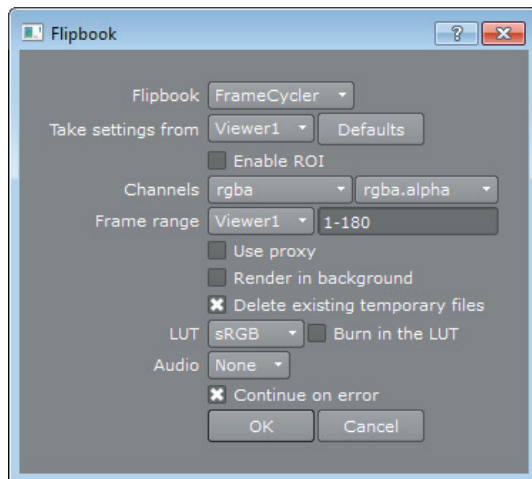 Flipbook ?
Flipbook FrameCycler
Take settings from Viewer1 Defaults
Enable ROI
Channels rgba rgba.alpha
Frame range Viewer1 1-180
Use proxy
Render in background
Delete existing temporary files
LUT sRGB Burn in the LUT
Audio None
Continue on error
OK Cancel